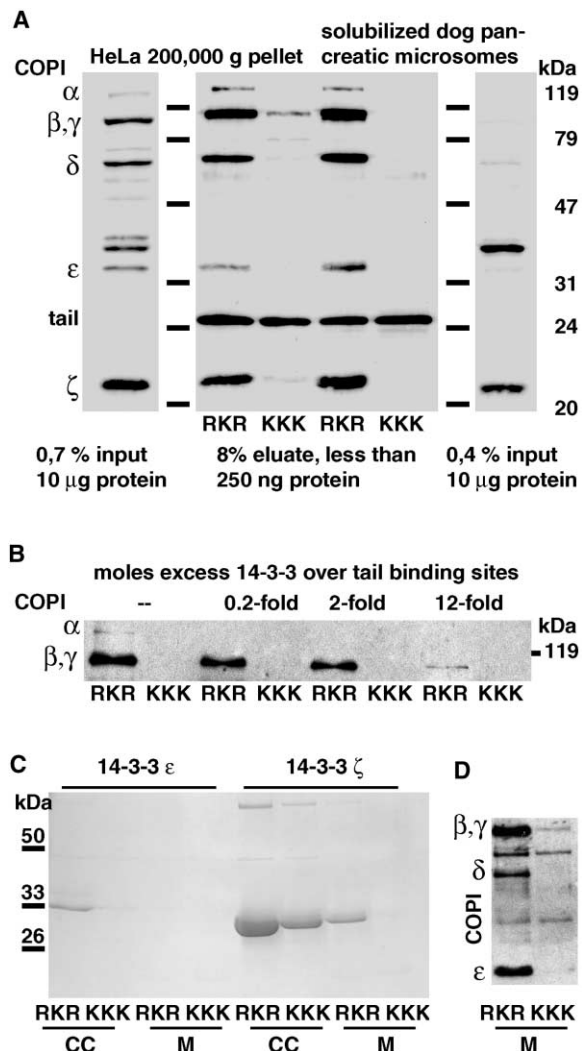 A
HeLa 200,000 g pellet
solubilized dog pan-
creatic microsomes
COPI
kDa
α
β,γ
δ
ε
tail
ζ
119
79
47
31
24
20
RKR KKK RKR KKK
0,7 % input
10 μg protein
8% eluate, less than
250 ng protein
0,4 % input
10 μg protein
B
moles excess 14-3-3 over tail binding sites
COPI -- 0.2-fold 2-fold 12-fold kDa
α
β,γ
119
RKR KKK RKR KKK RKR KKK RKR KKK
C
14-3-3 ε 14-3-3 ζ
kDa
50
33
26
RKR KKK RKR KKK RKR KKK RKR KKK
CC M CC M
D
β,γ
δ
COPI
ε
RKR KKK
M